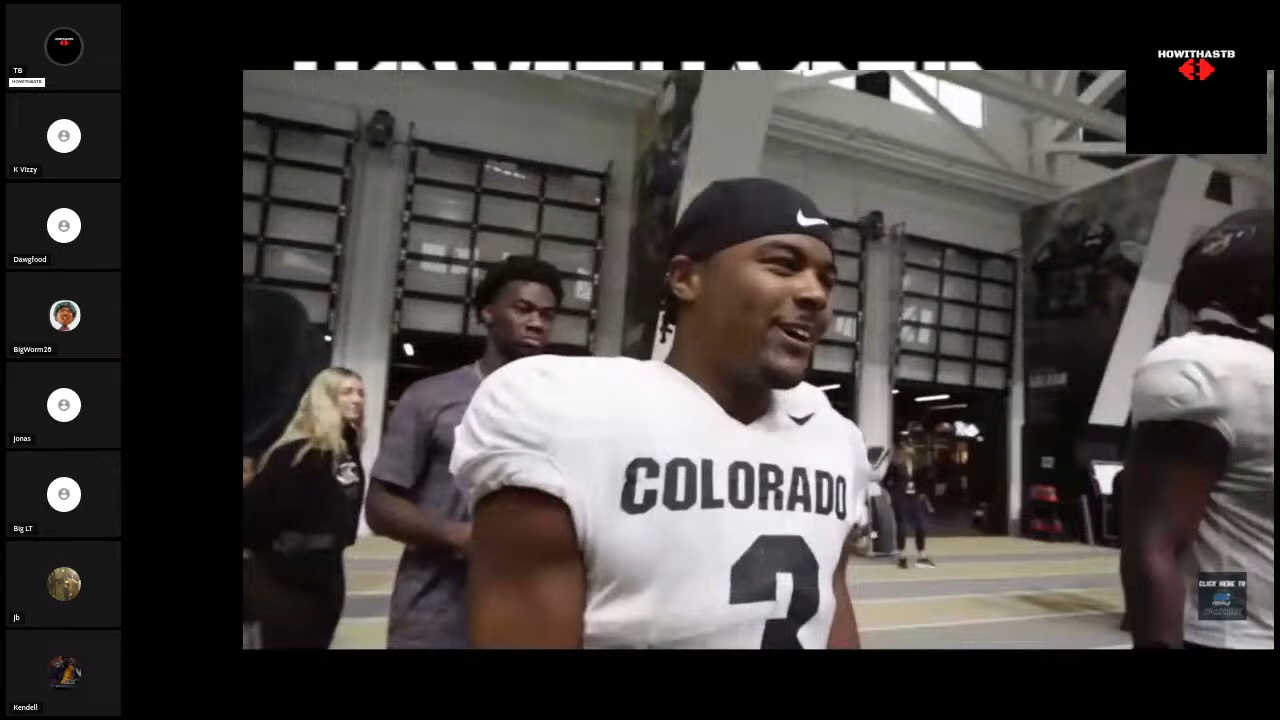 TB
HOWITHASTB
K Vizzy
Dawgfood
BigWorm28
Jonas
Big LT
Jb
Kendell
HOWITHASTB
COLORADO
3
CLICK HERE TO